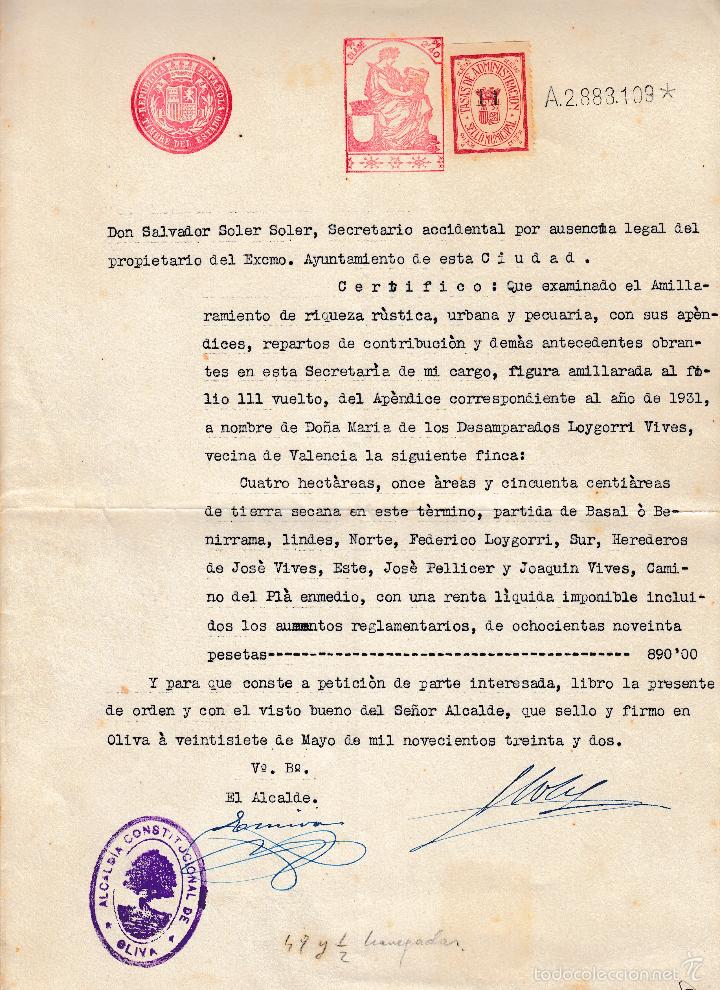 REPÚBLICA ESPAÑOLA
TIMBRE DEL ESTADO
CLASE 2'40
TASAS DE ADMINISTRACION
H
SELLO MUNICIPAL
A.2.883.109*
Don Salvador Soler Soler, Secretario accidental por ausencia legal del
propietario del Excmo. Ayuntamiento de esta C i u d a d .
C e r t i f i c o : Que examinado el Amilla-
ramiento de riqueza rùstica, urbana y pecuaria, con sus apèn-
dices, repartos de contribuciòn y demàs antecedentes obran-
tes en esta Secretarìa de mi cargo, figura amillarada al fò-
lio 111 vuelto, del Apèndice correspondiente al año de 1931,
a nombre de Doña Maria de los Desamparados Loygorri Vives,
vecina de Valencia la siguiente finca:
Cuatro hectàreas, once àreas y cincuenta centiàreas
de tierra secana en este tèrmino, partida de Basal ò Be-
nirrama, lindes, Norte, Federico Loygorri, Sur, Herederos
de Josè Vives, Este, Josè Pellicer y Joaquin Vives, Cami-
no del Plà enmedio, con una renta lìquida imponible inclui-
dos los aumentos reglamentarios, de ochocientas noveinta
pesetas------------------------------------- 890'00
Y para que conste a peticiòn de parte interesada, libro la presente
de orden y con el visto bueno del Señor Alcalde, que sello y firmo en
Oliva à veintisiete de Mayo de mil novecientos treinta y dos.
Vº. Bº.
El Alcalde.
ALCALDÍA CONSTITUCIONAL DE
OLIVA
49 y 1/2 hanegadas
todocoleccion.net